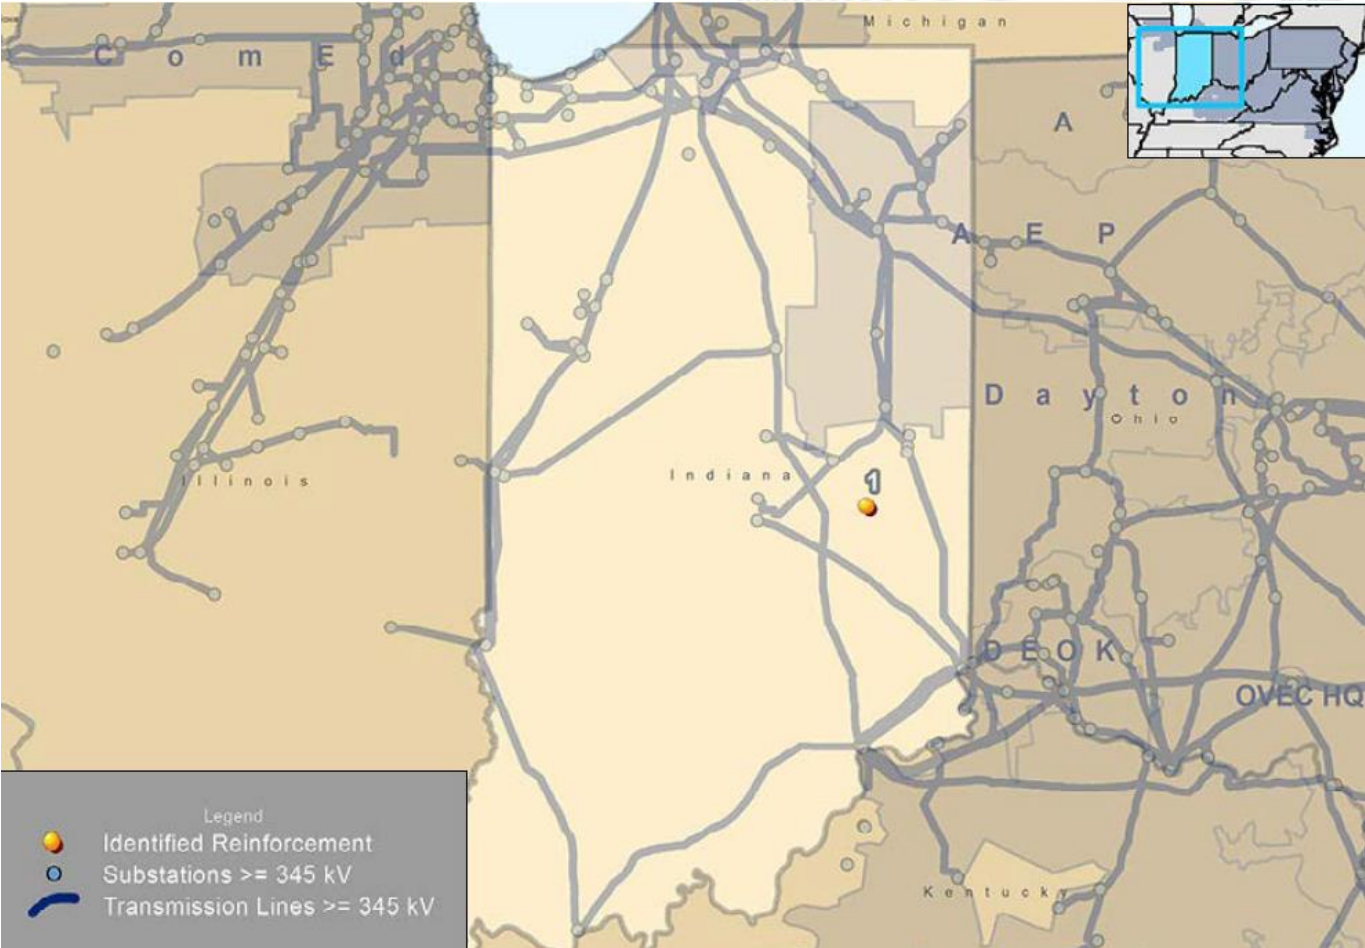 Michigan
ComEd
A
AEP
Dayton
Ohio
1
Indiana
Illinois
DEOK
OVEC HQ
Legend
Identified Reinforcement
Substations >= 345 kV
Transmission Lines >= 345 kV
Kentucky